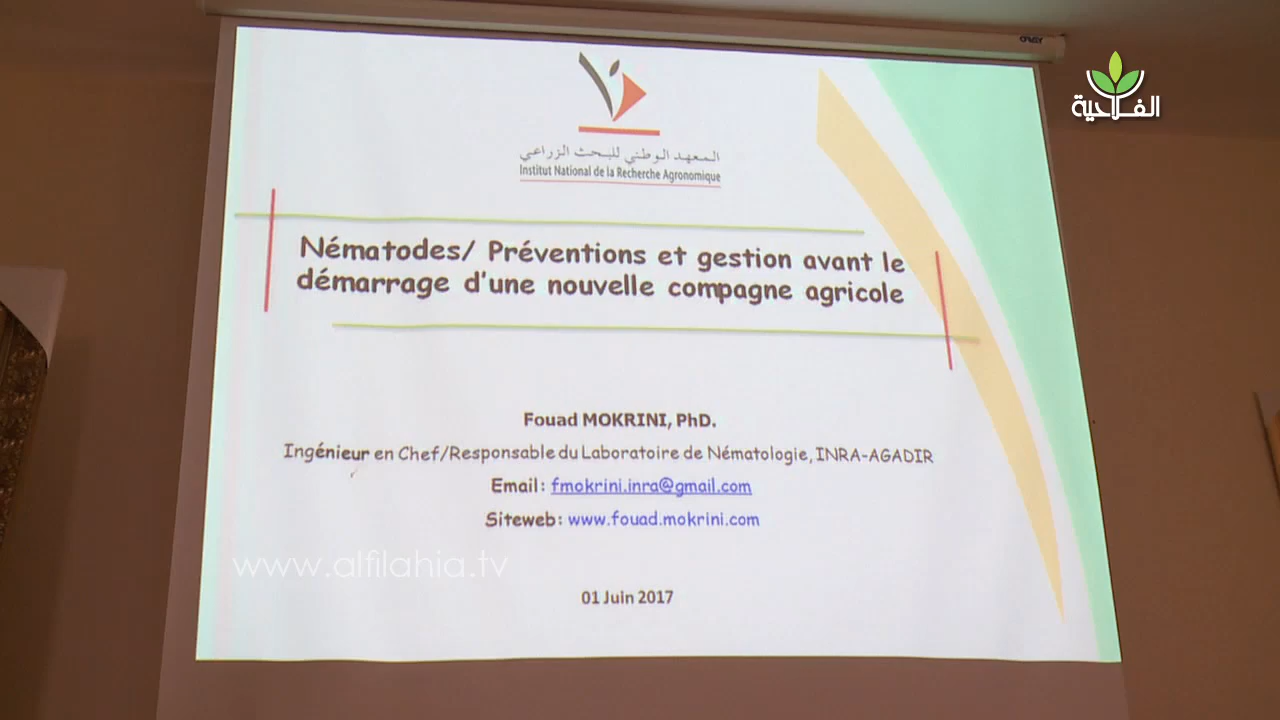 الفلاحية
المعهد الوطني للبحث الزراعي
Institut National de la Recherche Agronomique
Nématodes/ Préventions et gestion avant le
démarrage d'une nouvelle compagne agricole
Fouad MOKRINI, PhD.
Ingénieur en Chef/Responsable du Laboratoire de Nématologie, INRA-AGADIR
Email: fmokrini.inra@gmail.com
Siteweb: www.fouad.mokrini.com
www.alfilahia.tv
01 Juin 2017